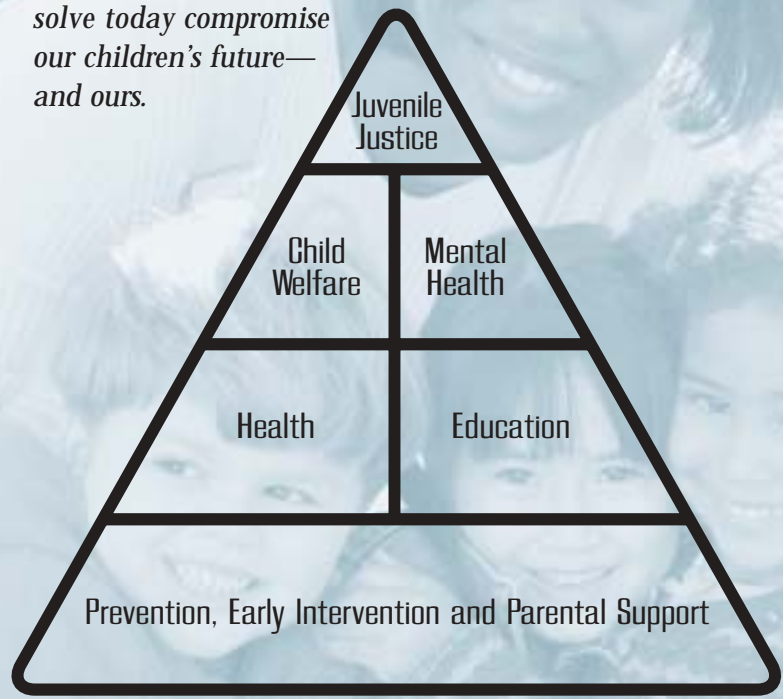 solve today compromise
our children's future—
and ours.
Juvenile
Justice
Child
Welfare
Mental
Health
Health
Education
Prevention, Early Intervention and Parental Support